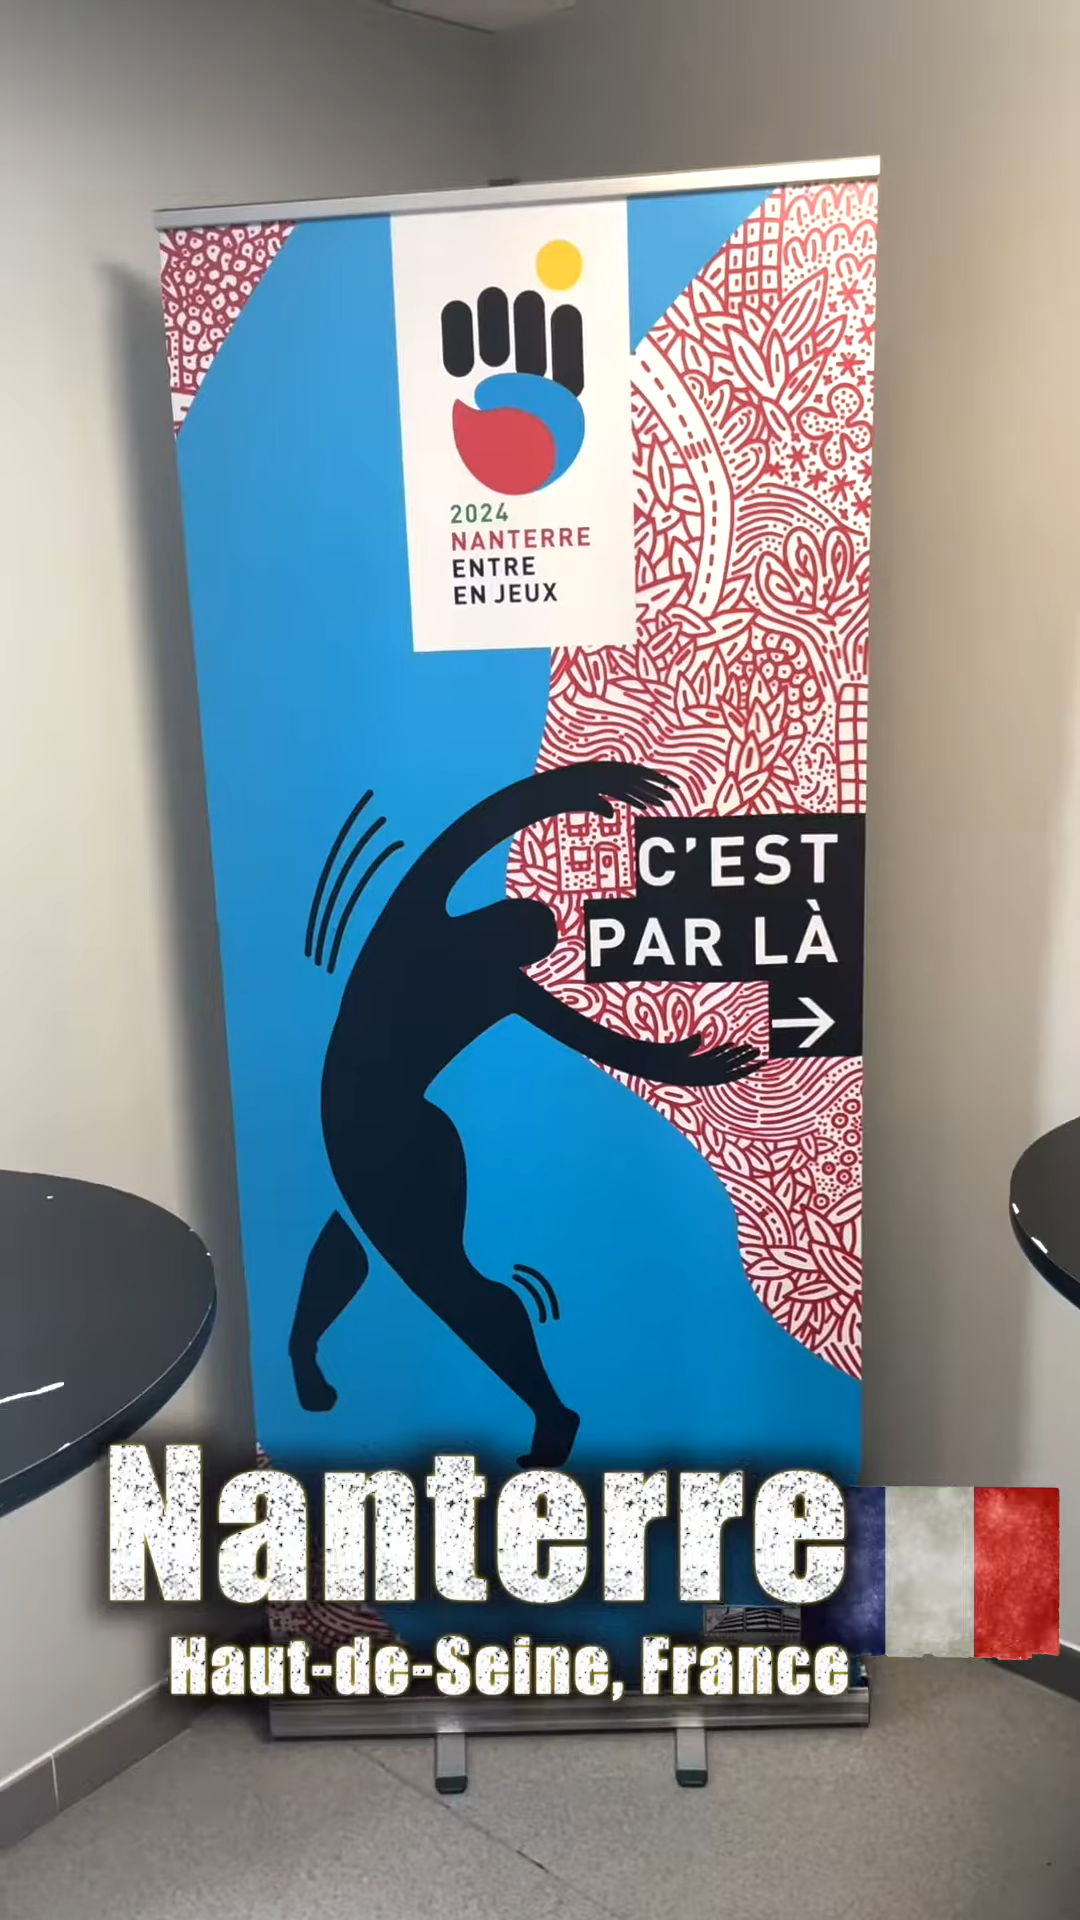 2024
NANTERRE
ENTRE
EN JEUX
C'EST
PAR LÀ
→
Nanterre
Haut-de-Seine, France